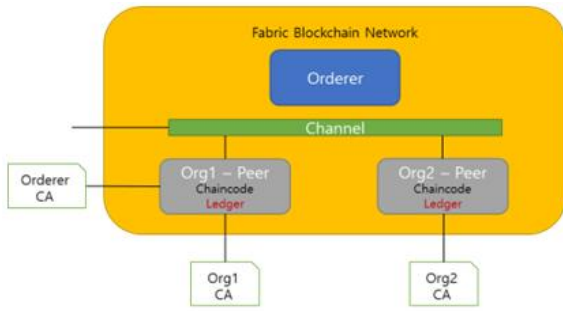 Fabric Blockchain Network
Orderer
Channel
Org1 – Peer
Chaincode
Ledger
Org2 – Peer
Chaincode
Ledger
Orderer
CA
Org1
CA
Org2
CA